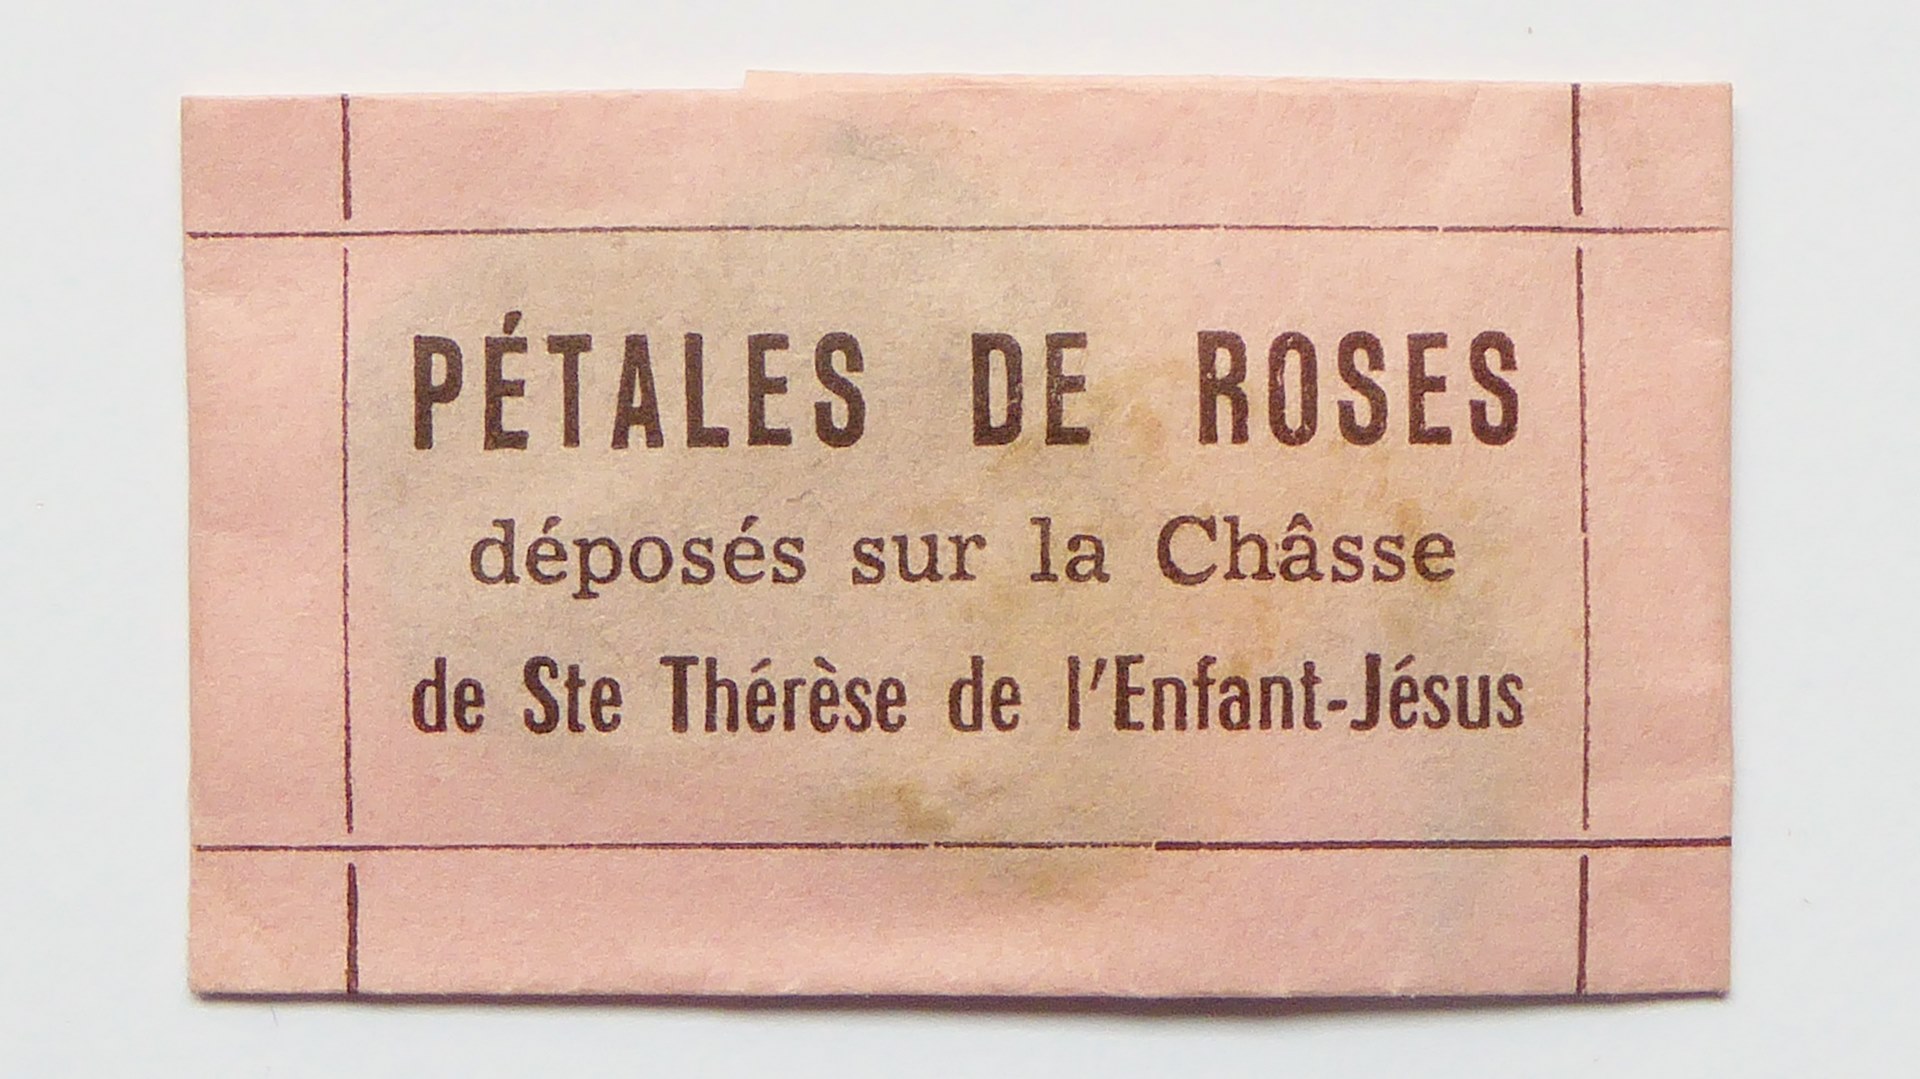 PÉTALES DE ROSES
déposés sur la Châsse
de Ste Thérèse de l'Enfant-Jésus